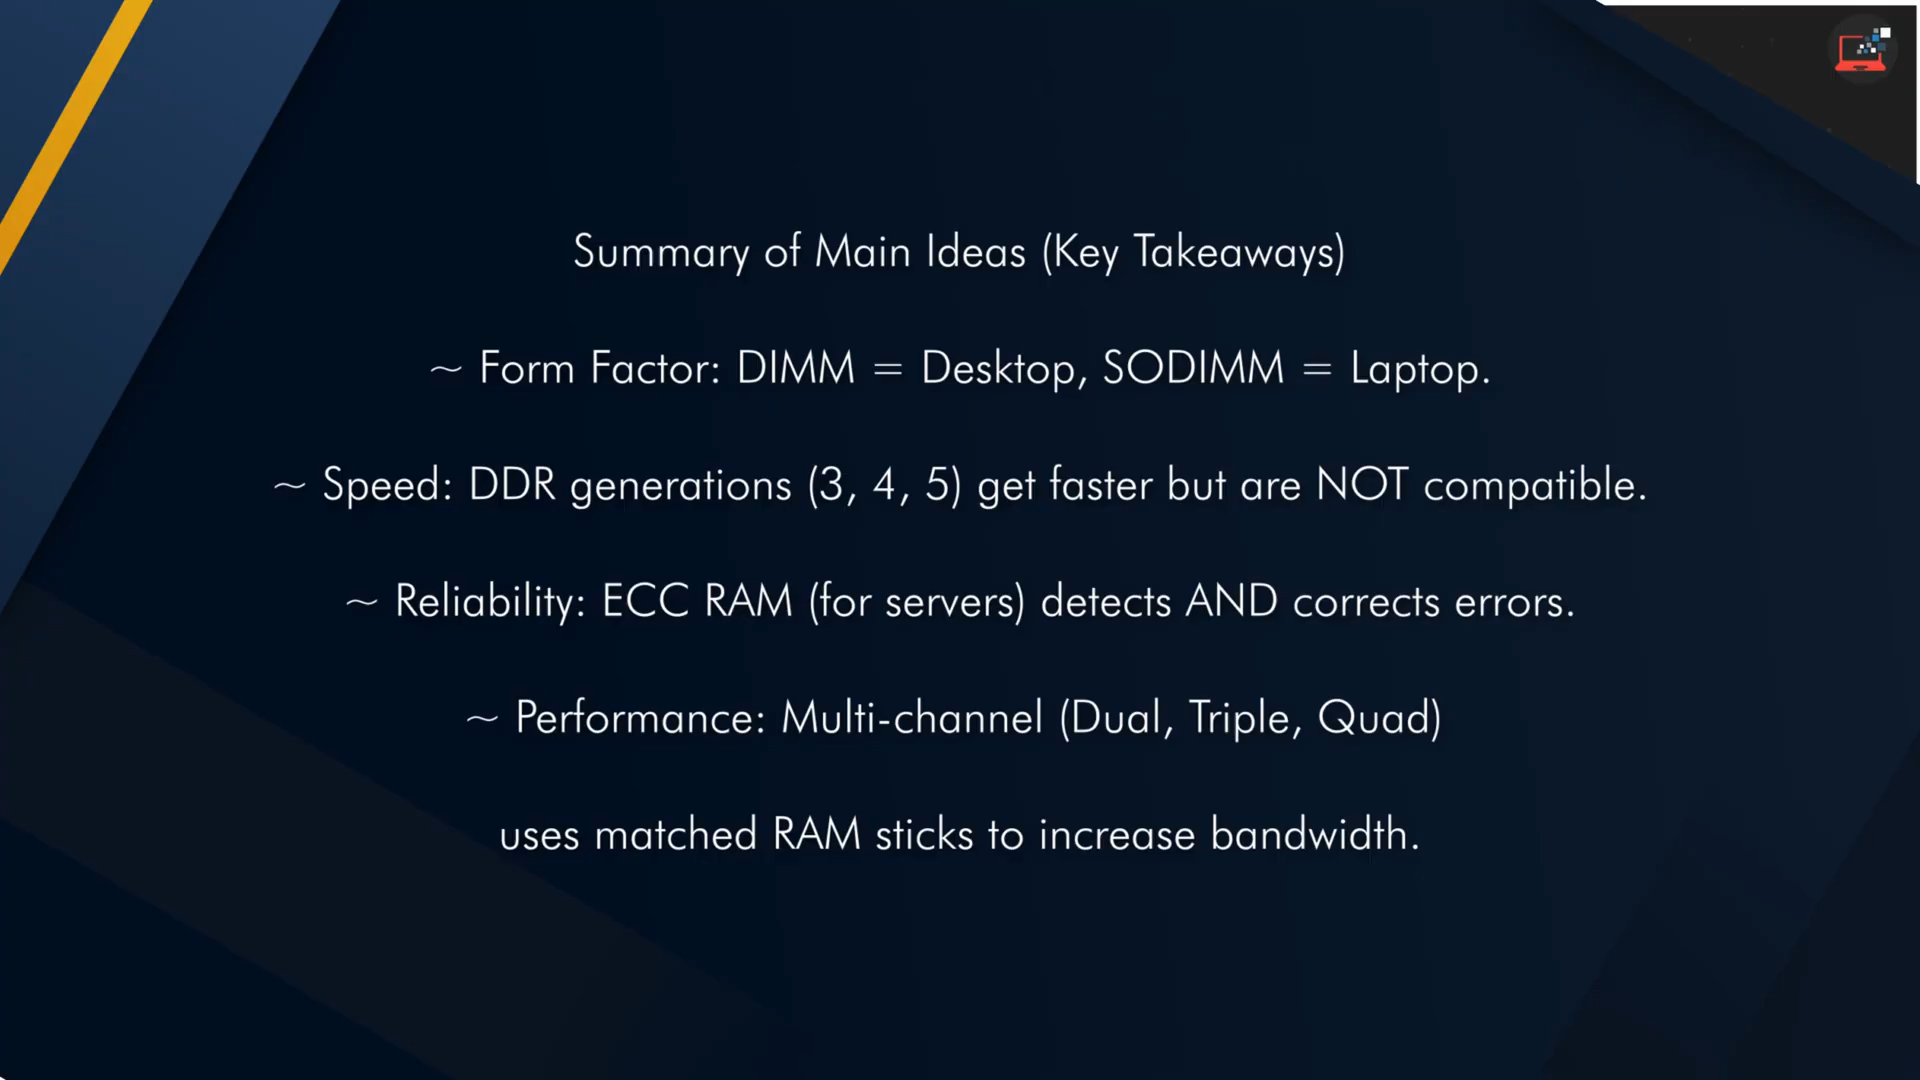 Summary of Main Ideas (Key Takeaways)
~ Form Factor: DIMM = Desktop, SODIMM = Laptop.
~ Speed: DDR generations (3, 4, 5) get faster but are NOT compatible.
~ Reliability: ECC RAM (for servers) detects AND corrects errors.
~ Performance: Multi-channel (Dual, Triple, Quad)
uses matched RAM sticks to increase bandwidth.